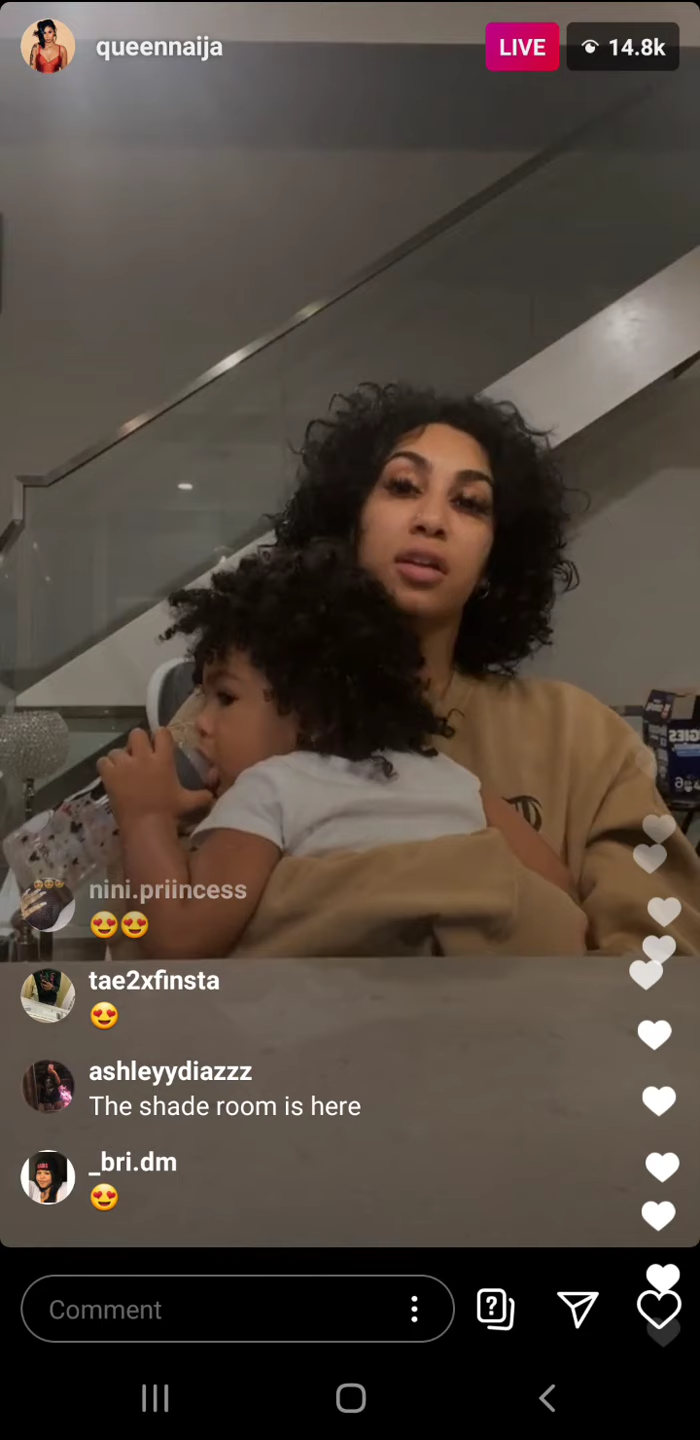 queennaija
LIVE
14.8k
nini.priincess
😍😍
tae2xfinsta
😍
ashleyydiazzz
The shade room is here
_bri.dm
😍
Comment